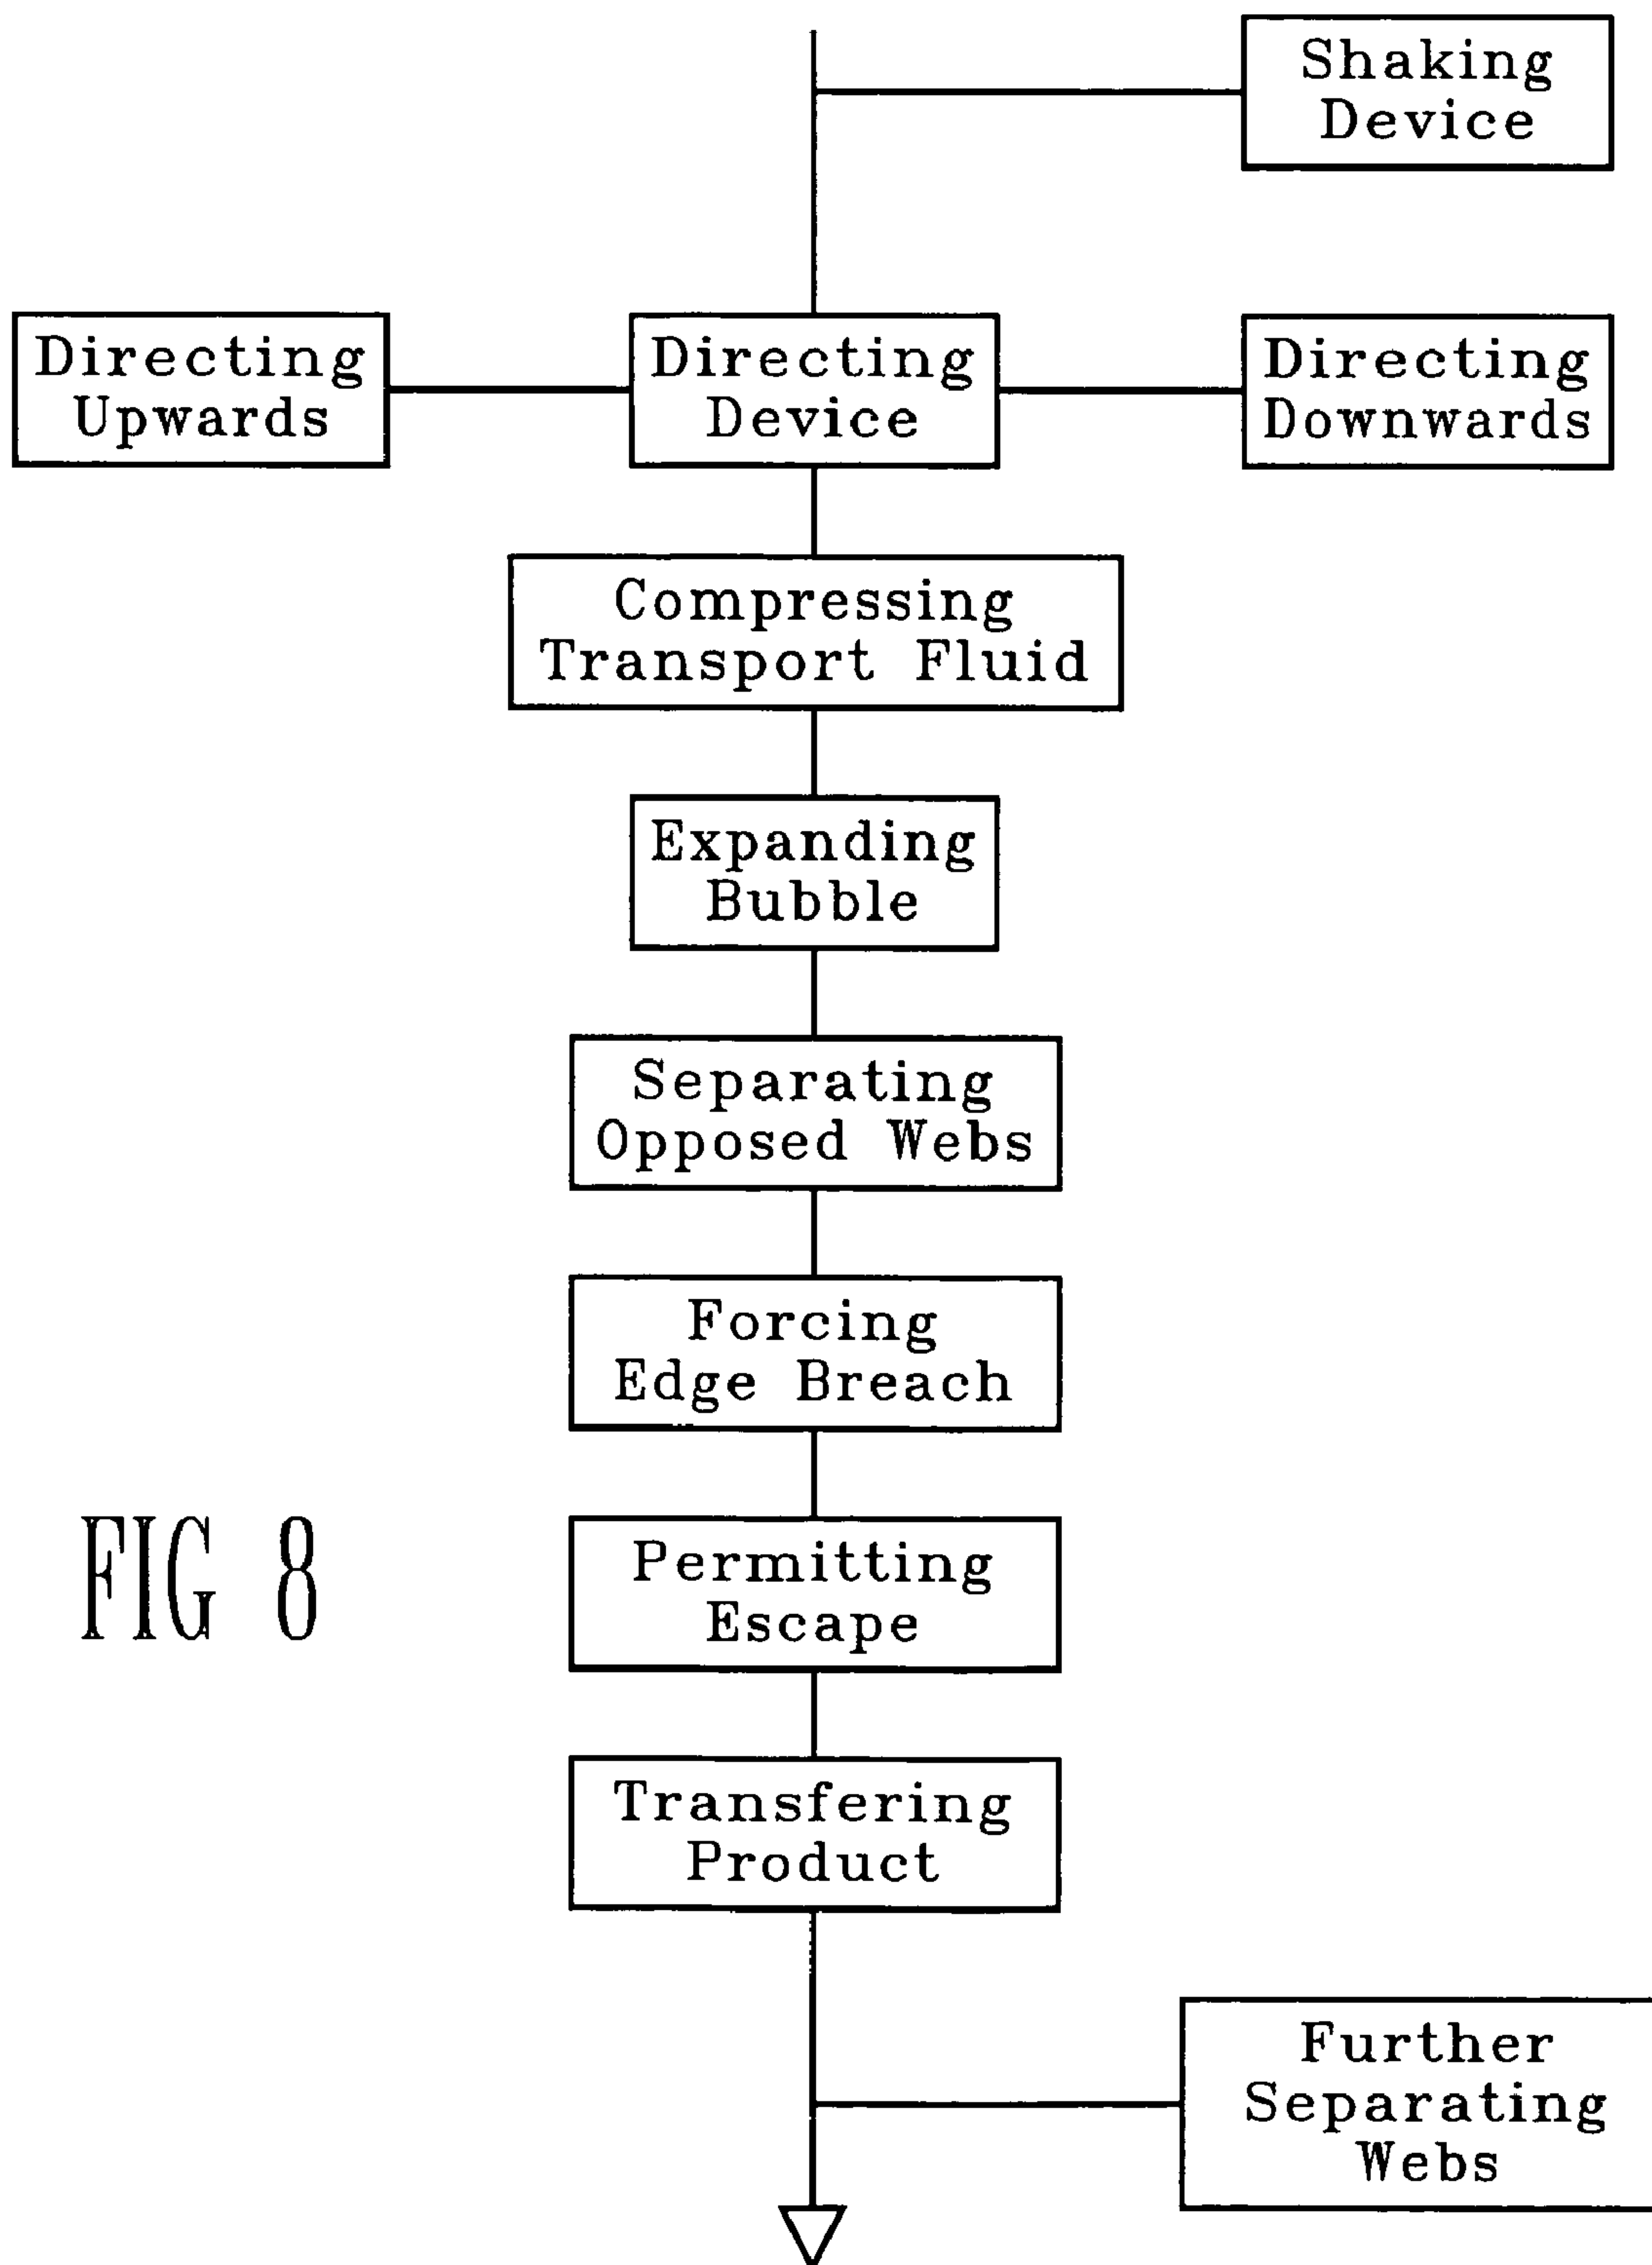 Shaking
Device
Directing
Upwards
Directing
Device
Directing
Downwards
Compressing
Transport Fluid
Expanding
Bubble
Separating
Opposed Webs
Forcing
Edge Breach
Permitting
Escape
FIG 8
Transfering
Product
Further
Separating
Webs